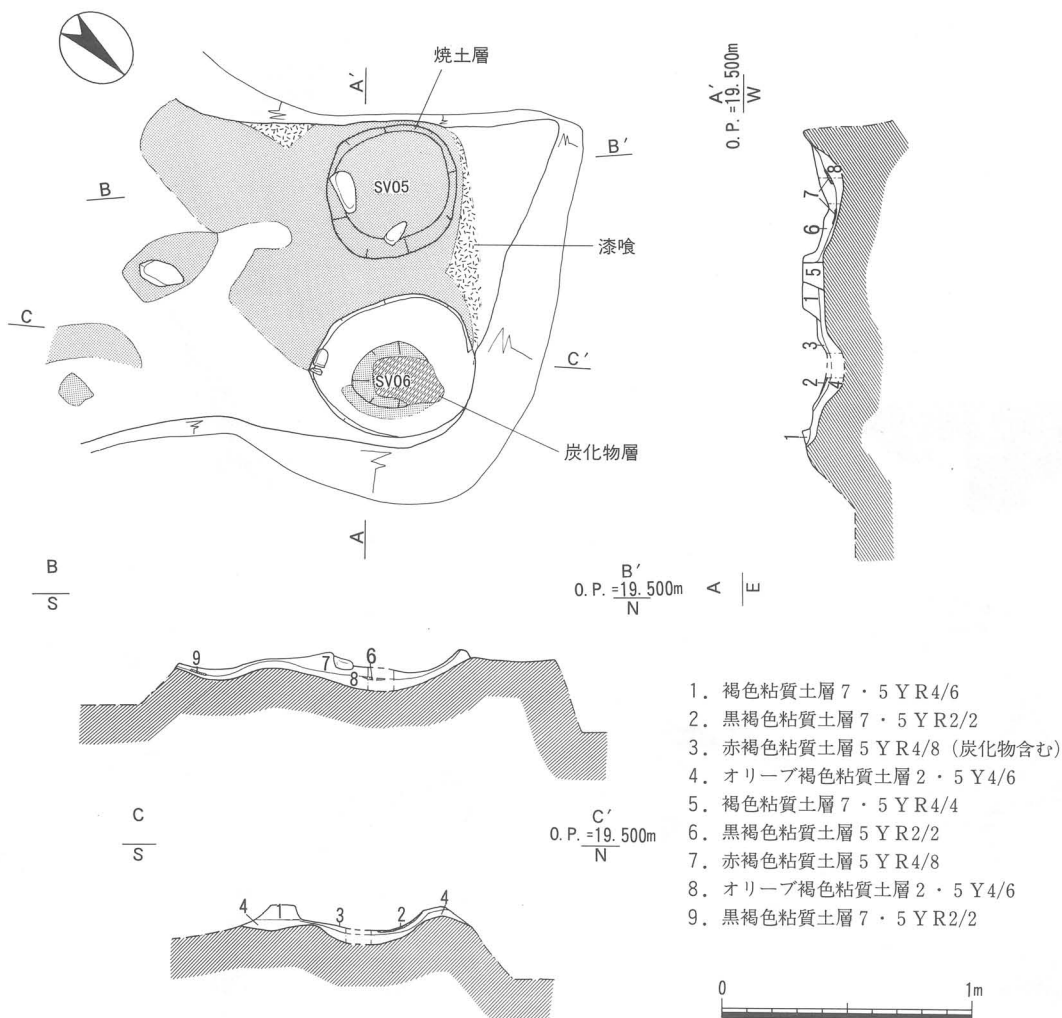 焼土層
A'
B'
B
SV05
漆喰
C
C'
SV06
炭化物層
A
A'
O.P.=19.500m
W
8
7
6
5
1
3
2
4
1
A
E
B
S
B'
O.P.=19.500m
N
9
7
6
8
C
S
C'
O.P.=19.500m
N
4
1
3
2
4
1. 褐色粘質土層7・5YR4/6
2. 黒褐色粘質土層7・5YR2/2
3. 赤褐色粘質土層5YR4/8(炭化物含む)
4. オリーブ褐色粘質土層2・5Y4/6
5. 褐色粘質土層7・5YR4/4
6. 黒褐色粘質土層5YR2/2
7. 赤褐色粘質土層5YR4/8
8. オリーブ褐色粘質土層2・5Y4/6
9. 黒褐色粘質土層7・5YR2/2
0
1m